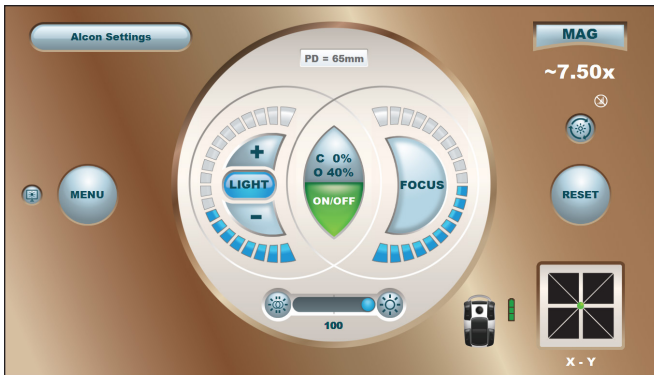 Alcon Settings
PD = 65mm
MAG
~7.50x
+
C 0%
O 40%
LIGHT
ON/OFF
FOCUS
-
MENU
RESET
100
X - Y